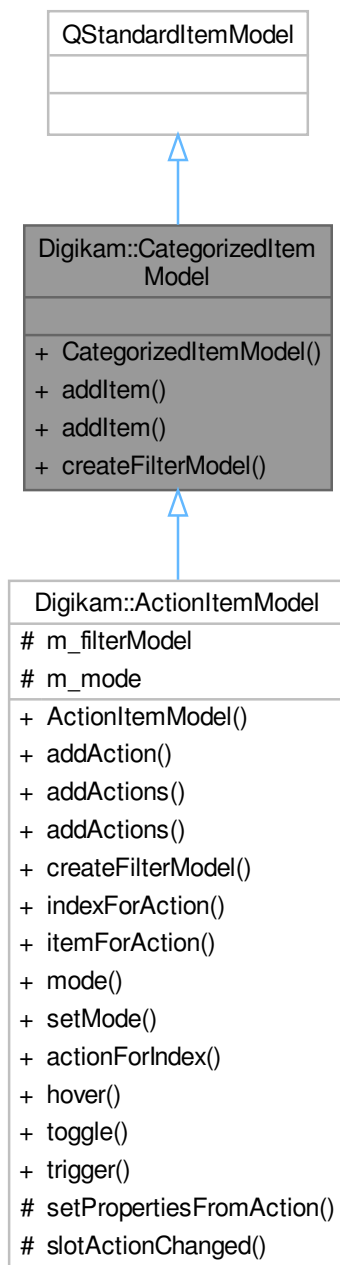 QStandardItemModel
Digikam::CategorizedItem
Model
+ CategorizedItemModel()
+ addItem()
+ addItem()
+ createFilterModel()
Digikam::ActionItemModel
# m_filterModel
# m_mode
+ ActionItemModel()
+ addAction()
+ addActions()
+ addActions()
+ createFilterModel()
+ indexForAction()
+ itemForAction()
+ mode()
+ setMode()
+ actionForIndex()
+ hover()
+ toggle()
+ trigger()
# setPropertiesFromAction()
# slotActionChanged()